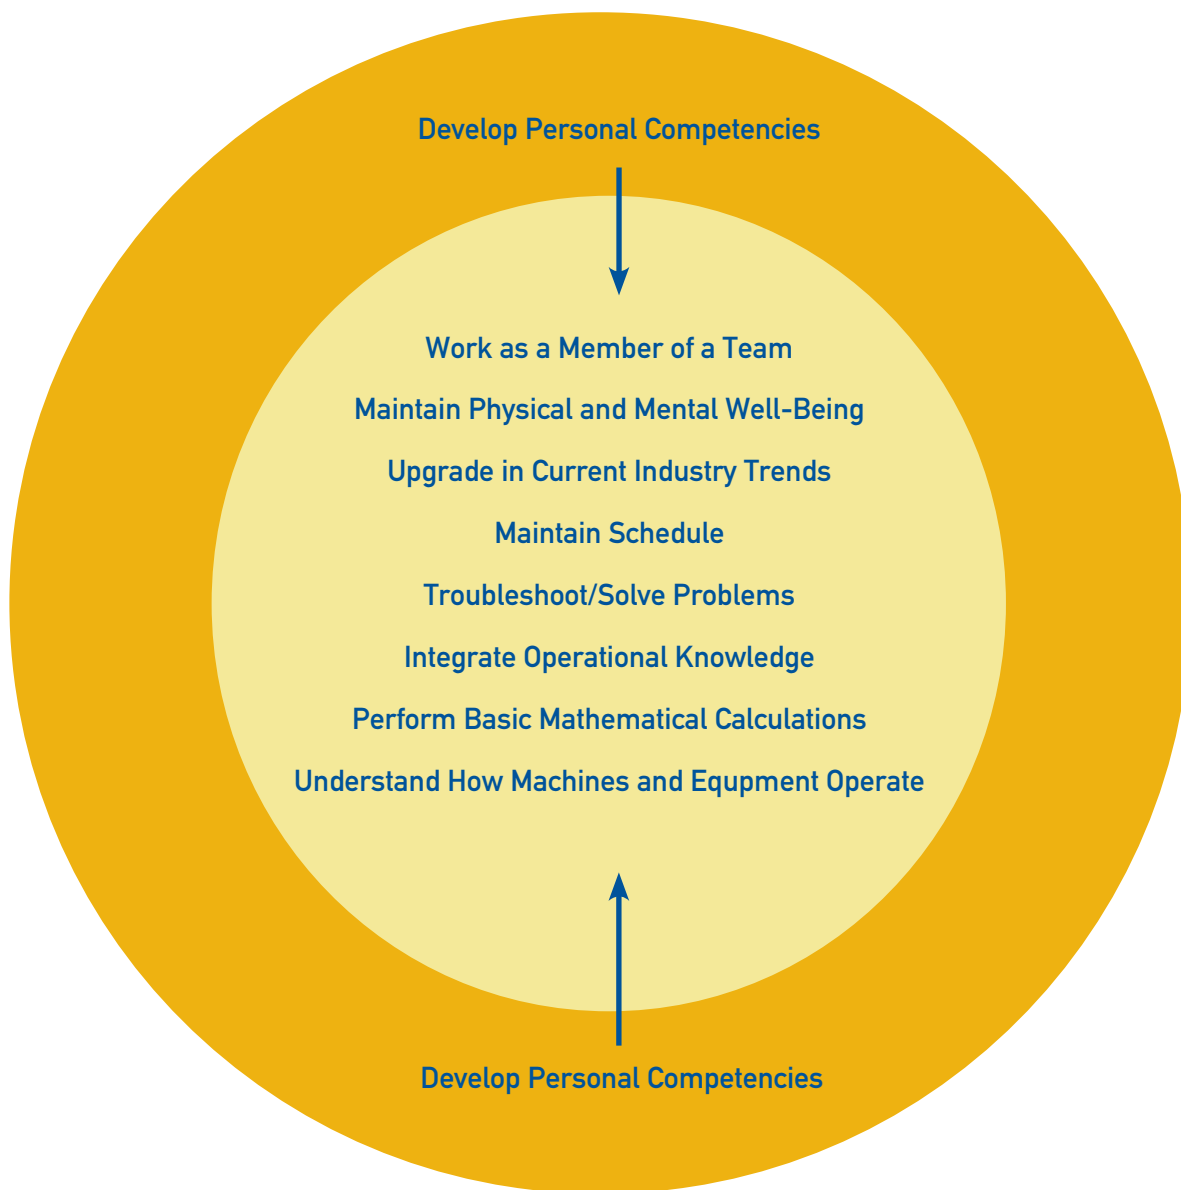 Develop Personal Competencies
Work as a Member of a Team
Maintain Physical and Mental Well-Being
Upgrade in Current Industry Trends
Maintain Schedule
Troubleshoot/Solve Problems
Integrate Operational Knowledge
Perform Basic Mathematical Calculations
Understand How Machines and Equpment Operate
Develop Personal Competencies